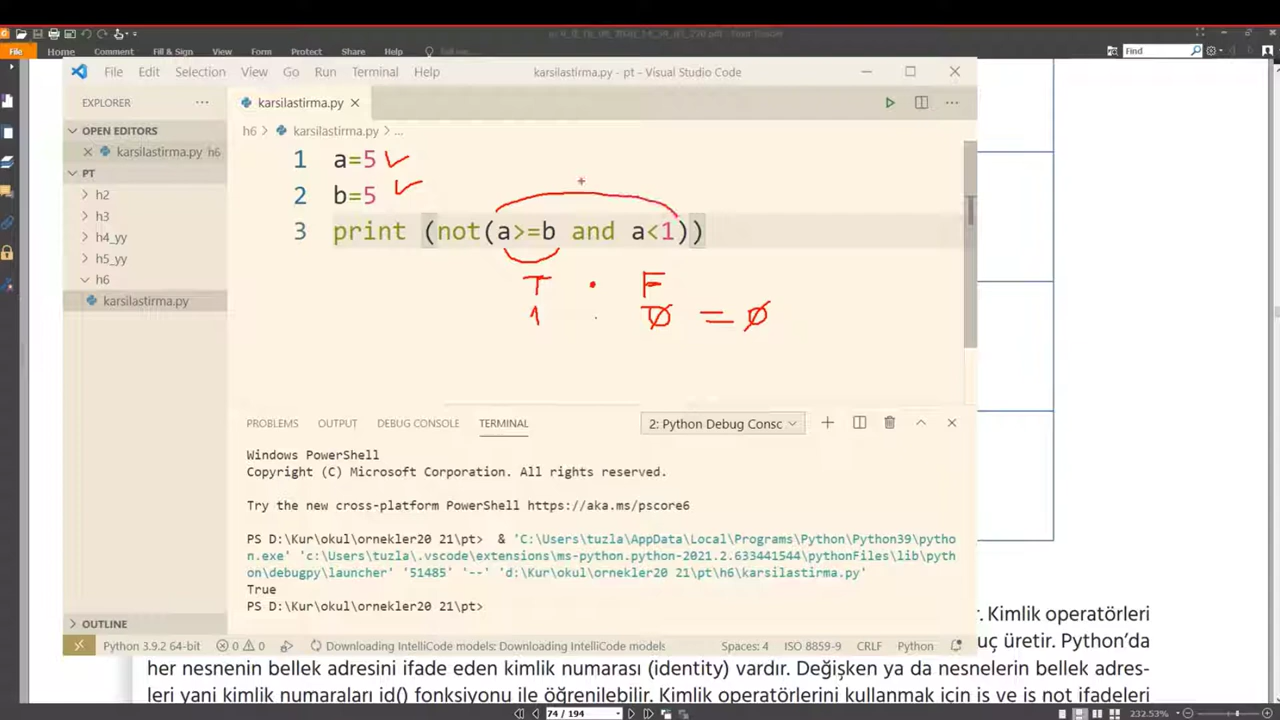 File Home Comment Fill & Sign View Form Protect Share Help Find
File Edit Selection View Go Run Terminal Help karsilastirma.py - pt - Visual Studio Code
EXPLORER ··· karsilastirma.py
OPEN EDITORS h6 > karsilastirma.py > ...
karsilastirma.py h6
PT
h2
h3
h4_yy
h5_yy
h6
karsilastirma.py
1 a=5
2 b=5
3 print (not(a>=b and a<1))
T . F
1 . 0 = 0
PROBLEMS OUTPUT DEBUG CONSOLE TERMINAL 2: Python Debug Consc
Windows PowerShell
Copyright (C) Microsoft Corporation. All rights reserved.
Try the new cross-platform PowerShell https://aka.ms/pscore6
PS D:\Kur\okul\ornekler20 21\pt> & 'C:\Users\tuzla\AppData\Local\Programs\Python\Python39\pytho
n.exe' 'c:\Users\tuzla\.vscode\extensions\ms-python.python-2021.2.633441544\pythonFiles\lib\pyth
on\debugpy\launcher' '51485' '--' 'd:\Kur\okul\ornekler20 21\pt\h6\karsilastirma.py'
True
PS D:\Kur\okul\ornekler20 21\pt>
OUTLINE
Python 3.9.2 64-bit 0 0 Downloading IntelliCode models: Downloading IntelliCode models Spaces: 4 ISO 8859-9 CRLF Python
. Kimlik operatörleri
uç üretir. Python’da
her nesnenin bellek adresini ifade eden kimlik numarası (identity) vardır. Değişken ya da nesnelerin bellek adres-
leri yani kimlik numaraları id() fonksiyonu ile öğrenilebilir. Kimlik operatörlerini kullanmak için is ve is not ifadeleri
74 / 194 232.53%